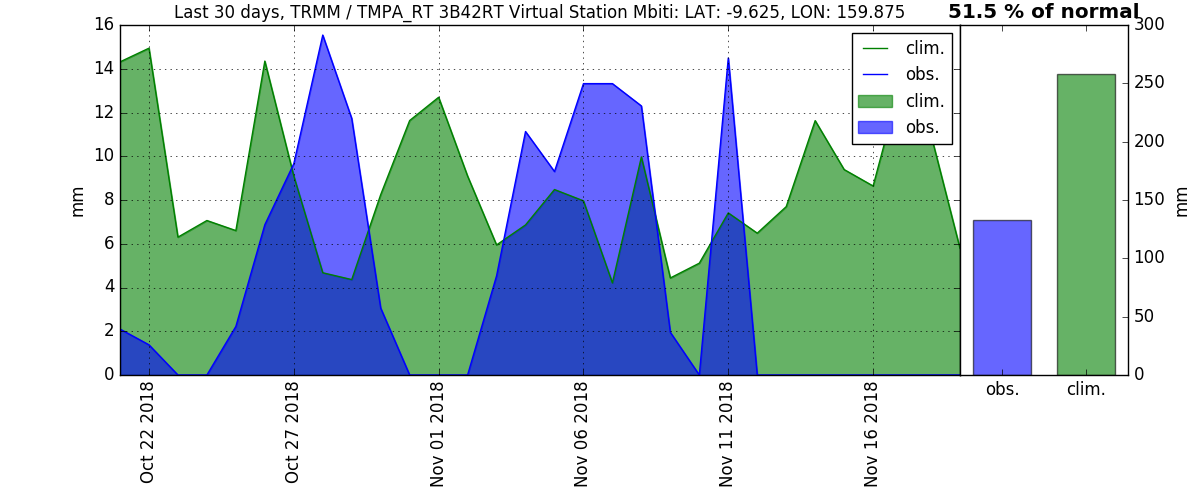 Last 30 days, TRMM / TMPA_RT 3B42RT Virtual Station Mbiti: LAT: -9.625, LON: 159.875
51.5 % of normal
16
14
12
10
8
6
4
2
0
mm
clim.
obs.
clim.
obs.
Oct 22 2018
Oct 27 2018
Nov 01 2018
Nov 06 2018
Nov 11 2018
Nov 16 2018
300
250
200
150
100
50
0
mm
obs.
clim.